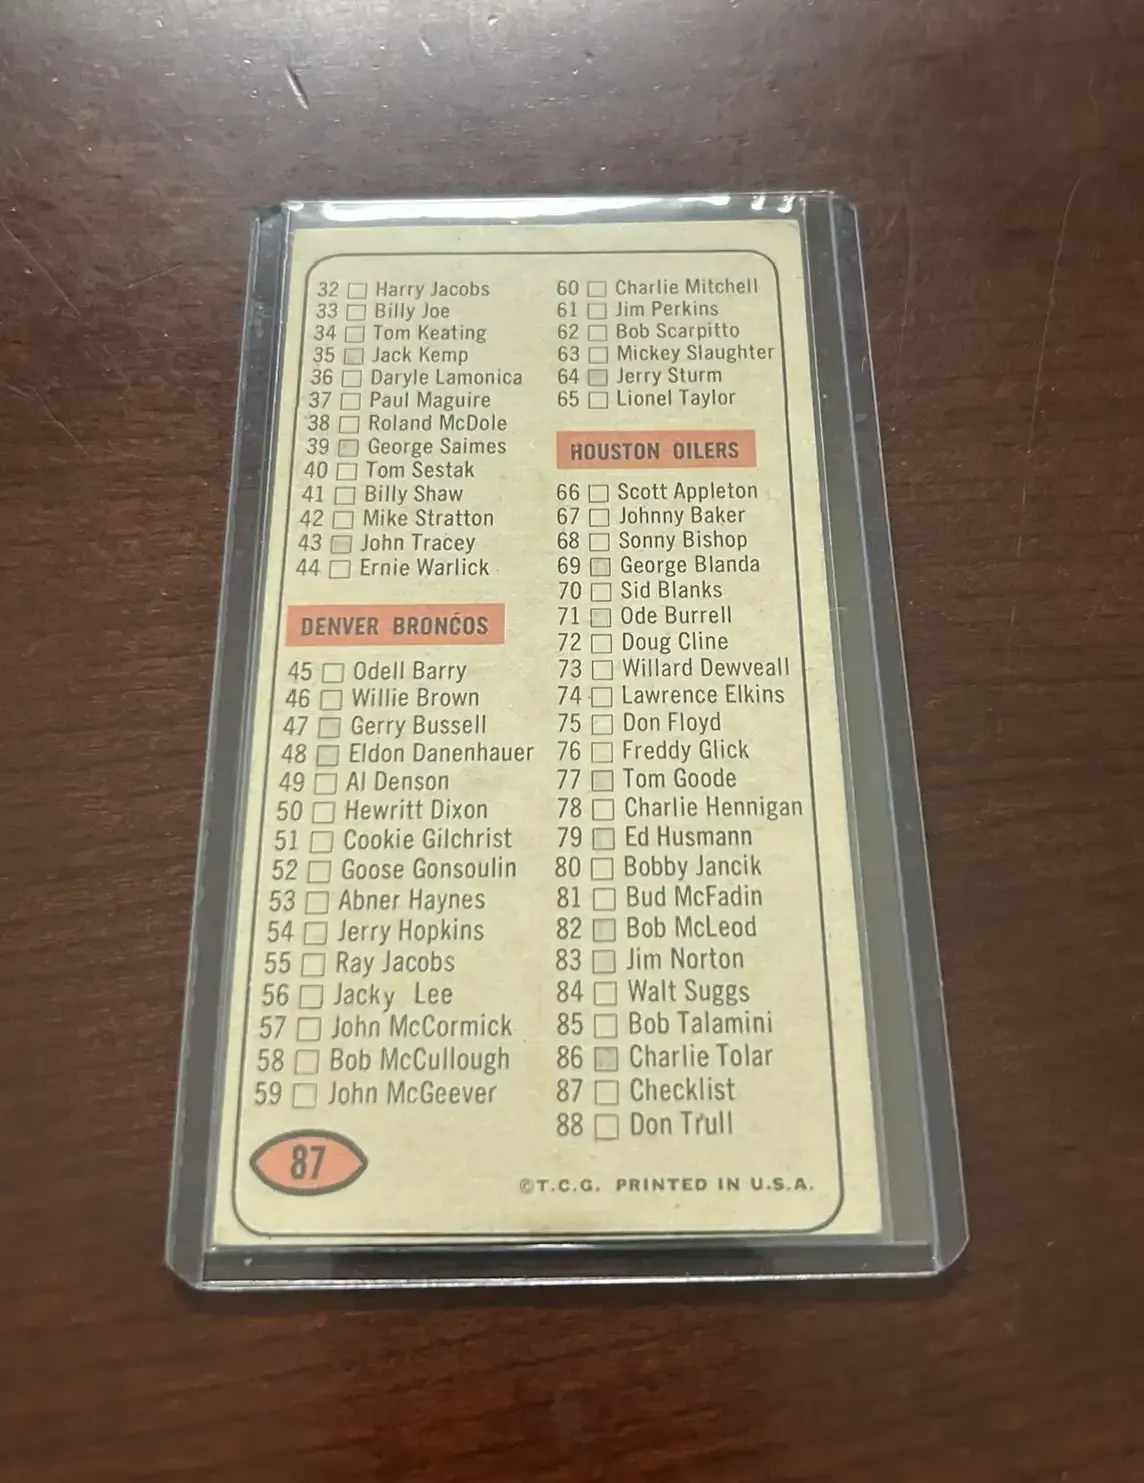 32 Harry Jacobs
33 Billy Joe
34 Tom Keating
35 Jack Kemp
36 Daryle Lamonica
37 Paul Maguire
38 Roland McDole
39 George Saimes
40 Tom Sestak
41 Billy Shaw
42 Mike Stratton
43 John Tracey
44 Ernie Warlick
DENVER BRONCOS
45 Odell Barry
46 Willie Brown
47 Gerry Bussell
48 Eldon Danenhauer
49 Al Denson
50 Hewritt Dixon
51 Cookie Gilchrist
52 Goose Gonsoulin
53 Abner Haynes
54 Jerry Hopkins
55 Ray Jacobs
56 Jacky Lee
57 John McCormick
58 Bob McCullough
59 John McGeever
87
60 Charlie Mitchell
61 Jim Perkins
62 Bob Scarpitto
63 Mickey Slaughter
64 Jerry Sturm
65 Lionel Taylor
HOUSTON OILERS
66 Scott Appleton
67 Johnny Baker
68 Sonny Bishop
69 George Blanda
70 Sid Blanks
71 Ode Burrell
72 Doug Cline
73 Willard Dewveall
74 Lawrence Elkins
75 Don Floyd
76 Freddy Glick
77 Tom Goode
78 Charlie Hennigan
79 Ed Husmann
80 Bobby Jancik
81 Bud McFadin
82 Bob McLeod
83 Jim Norton
84 Walt Suggs
85 Bob Talamini
86 Charlie Tolar
87 Checklist
88 Don Trull
©T.C.G. PRINTED IN U.S.A.